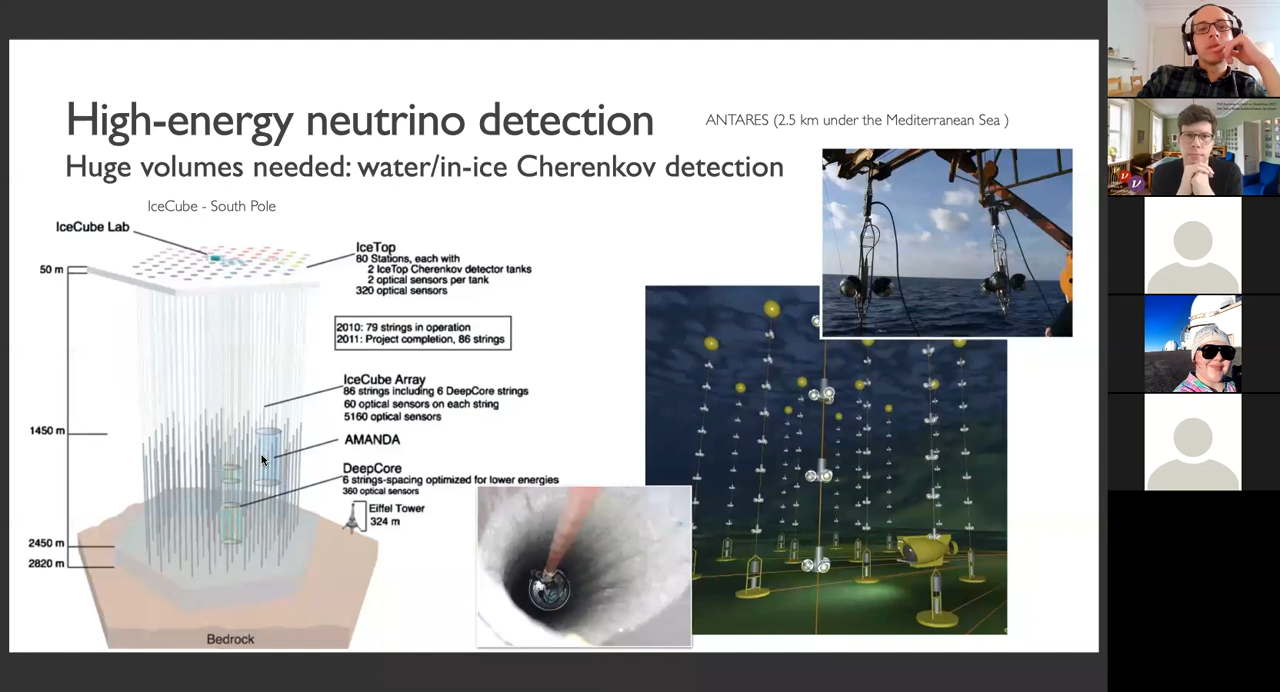 High-energy neutrino detection
ANTARES (2.5 km under the Mediterranean Sea )
Huge volumes needed: water/in-ice Cherenkov detection
IceCube - South Pole
IceCube Lab
50 m
IceTop
80 Stations, each with
2 IceTop Cherenkov detector tanks
2 optical sensors per tank
320 optical sensors
2010: 79 strings in operation
2011: Project completion, 86 strings
IceCube Array
86 strings including 6 DeepCore strings
60 optical sensors on each string
5160 optical sensors
1450 m
AMANDA
DeepCore
6 strings-spacing optimized for lower energies
360 optical sensors
Eiffel Tower
324 m
2450 m
2820 m
Bedrock